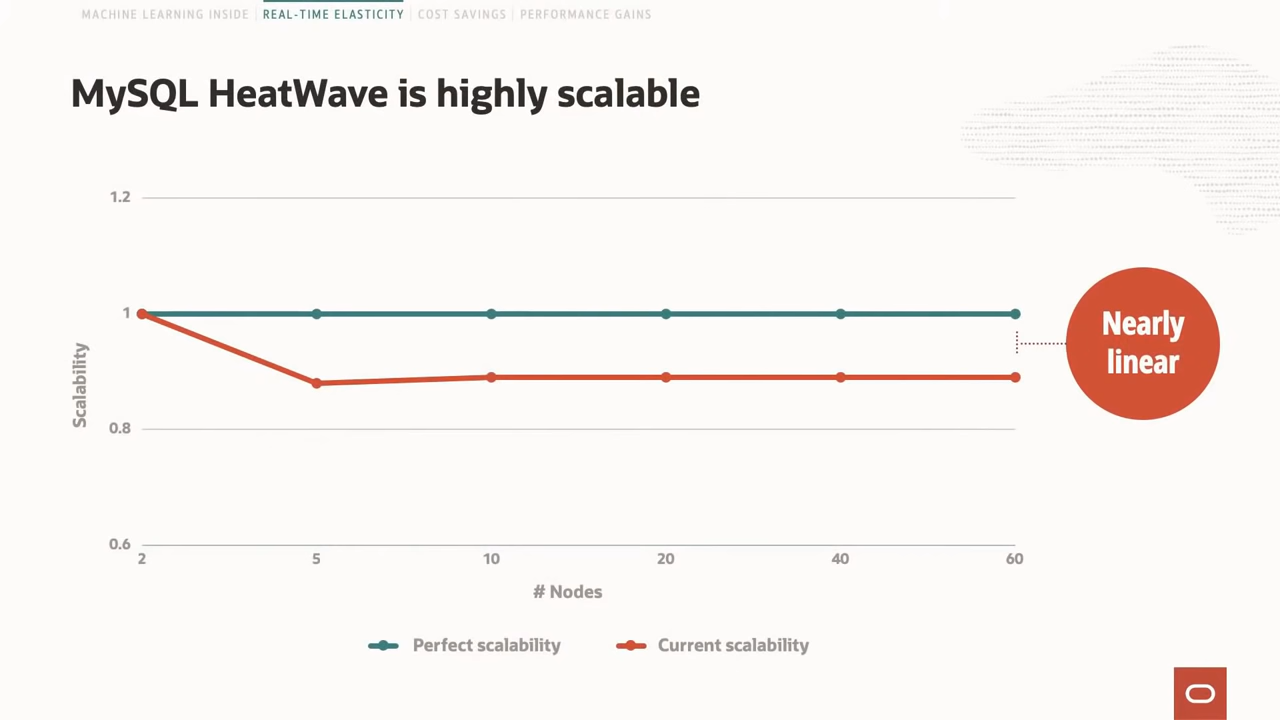 MACHINE LEARNING INSIDE | REAL-TIME ELASTICITY | COST SAVINGS | PERFORMANCE GAINS
MySQL HeatWave is highly scalable
1.2
1
0.8
0.6
Scalability
2 5 10 20 40 60
# Nodes
Nearly
linear
Perfect scalability Current scalability